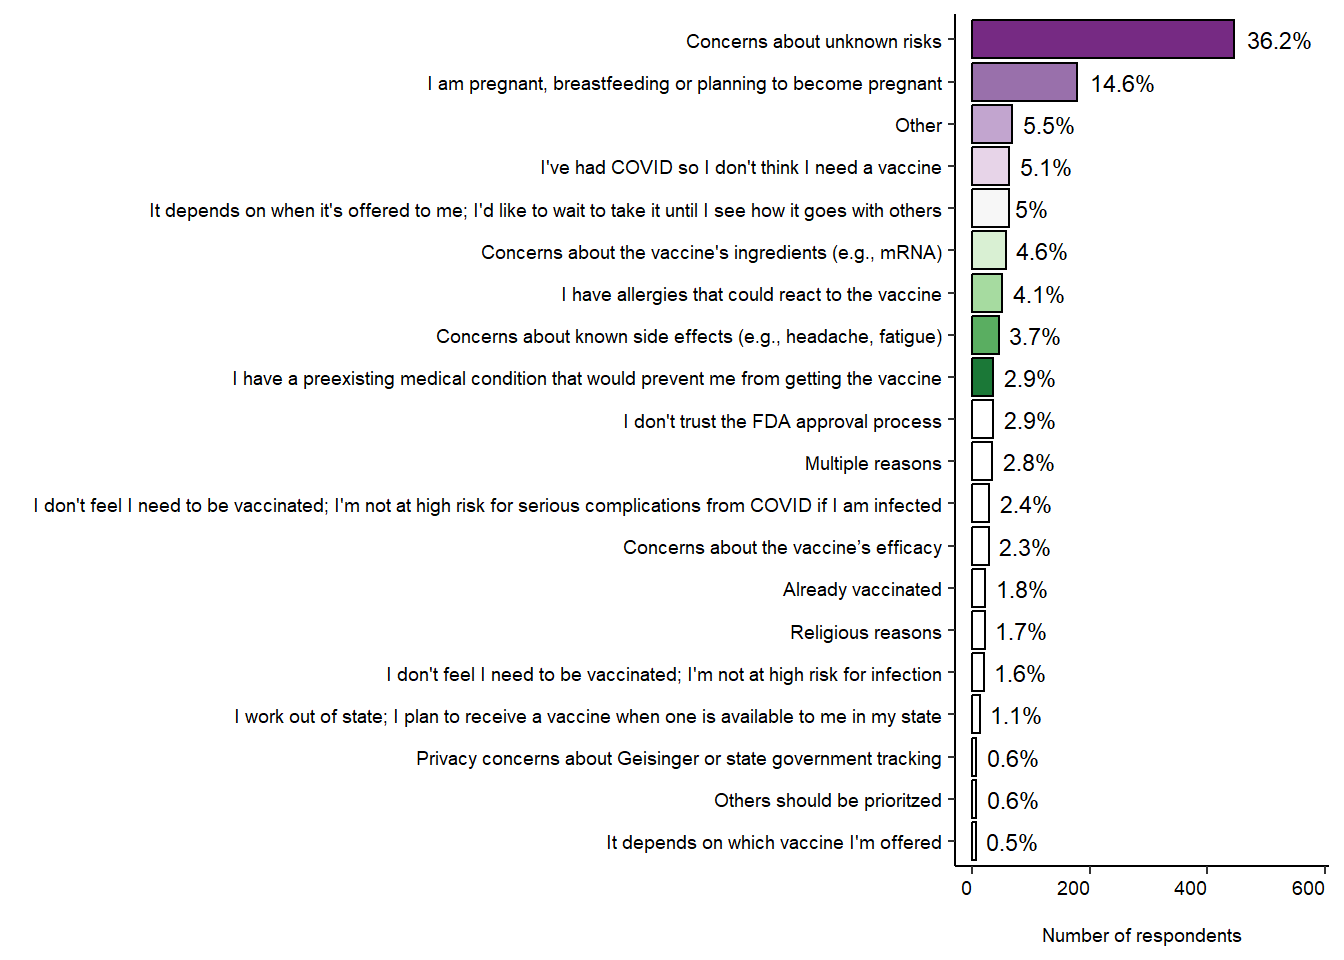 Concerns about unknown risks 36.2%
I am pregnant, breastfeeding or planning to become pregnant 14.6%
Other 5.5%
I've had COVID so I don't think I need a vaccine 5.1%
It depends on when it's offered to me; I'd like to wait to take it until I see how it goes with others 5%
Concerns about the vaccine's ingredients (e.g., mRNA) 4.6%
I have allergies that could react to the vaccine 4.1%
Concerns about known side effects (e.g., headache, fatigue) 3.7%
I have a preexisting medical condition that would prevent me from getting the vaccine 2.9%
I don't trust the FDA approval process 2.9%
Multiple reasons 2.8%
I don't feel I need to be vaccinated; I'm not at high risk for serious complications from COVID if I am infected 2.4%
Concerns about the vaccine’s efficacy 2.3%
Already vaccinated 1.8%
Religious reasons 1.7%
I don't feel I need to be vaccinated; I'm not at high risk for infection 1.6%
I work out of state; I plan to receive a vaccine when one is available to me in my state 1.1%
Privacy concerns about Geisinger or state government tracking 0.6%
Others should be prioritzed 0.6%
It depends on which vaccine I'm offered 0.5%
0 200 400 600
Number of respondents